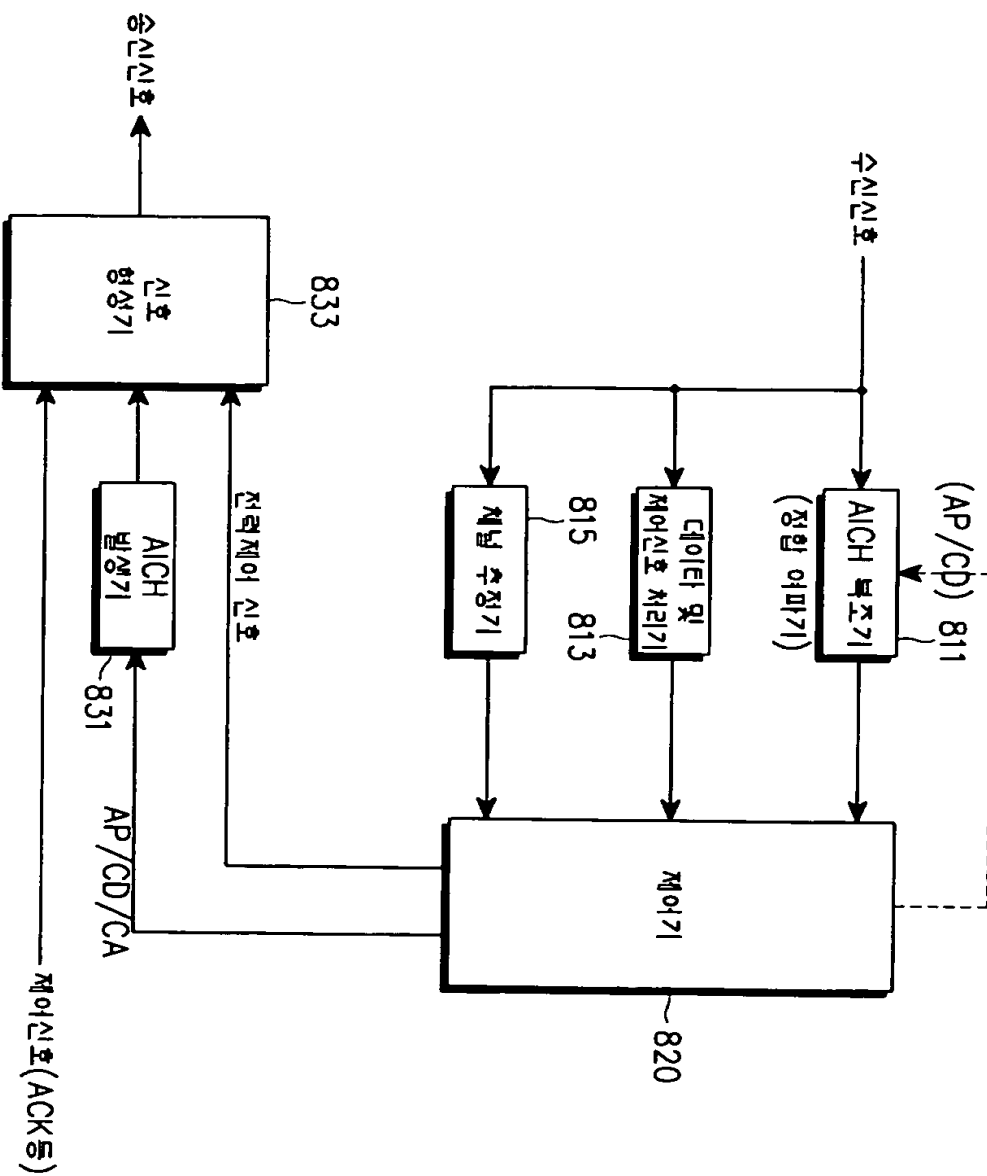 (AP/CD)
811
수신신호
AICH 복조기
(정합 여파기)
데이타 및
제어신호 처리기
813
제어기
820
815
채널 추정기
833
전력제어 신호
신호
형성기
송신신호
AICH
발생기
831
AP/CD/CA
제어신호(ACK등)